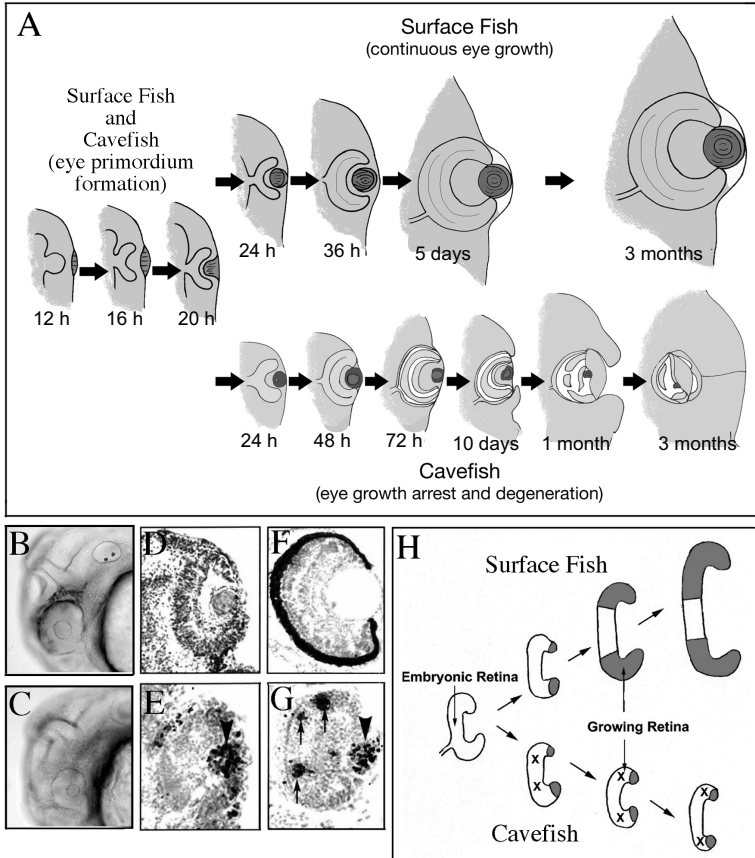 A
Surface Fish
(continuous eye growth)
Surface Fish
and
Cavefish
(eye primordium
formation)
24 h
36 h
5 days
3 months
12 h
16 h
20 h
24 h
48 h
72 h
10 days
1 month
3 months
Cavefish
(eye growth arrest and degeneration)
B
D
F
C
E
G
H
Surface Fish
Embryonic Retina
Growing Retina
X
X
X
X
X
X
Cavefish